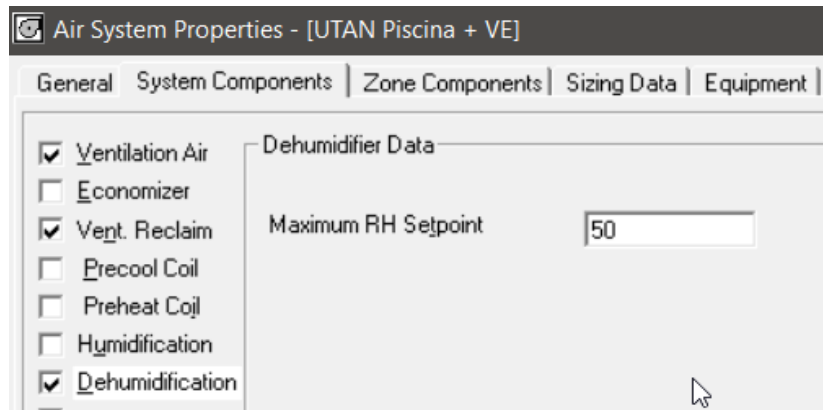 Air System Properties - [UTAN Piscina + VE]
General System Components Zone Components Sizing Data Equipment
Ventilation Air
Economizer
Vent. Reclaim
Precool Coil
Preheat Coil
Humidification
Dehumidification
Dehumidifier Data
Maximum RH Setpoint 50